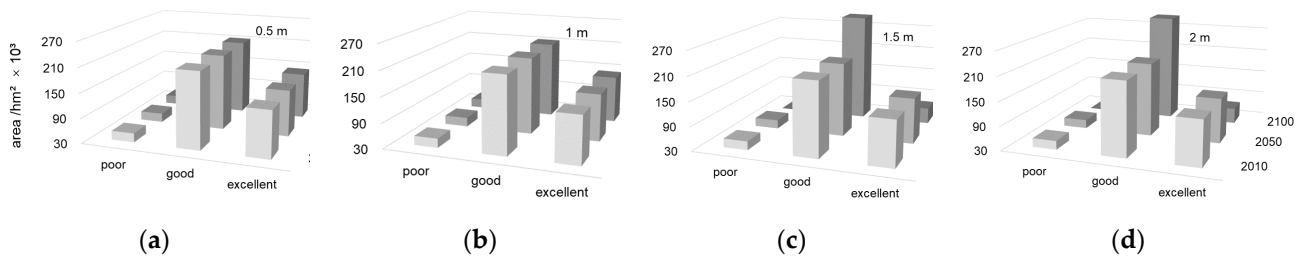 area /hm² × 10³
270
210
150
90
30
0.5 m
poor
good
excellent
(a)
270
210
150
90
30
1 m
poor
good
excellent
(b)
270
210
150
90
30
1.5 m
poor
good
excellent
(c)
270
210
150
90
30
2 m
poor
good
excellent
2100
2050
2010
(d)